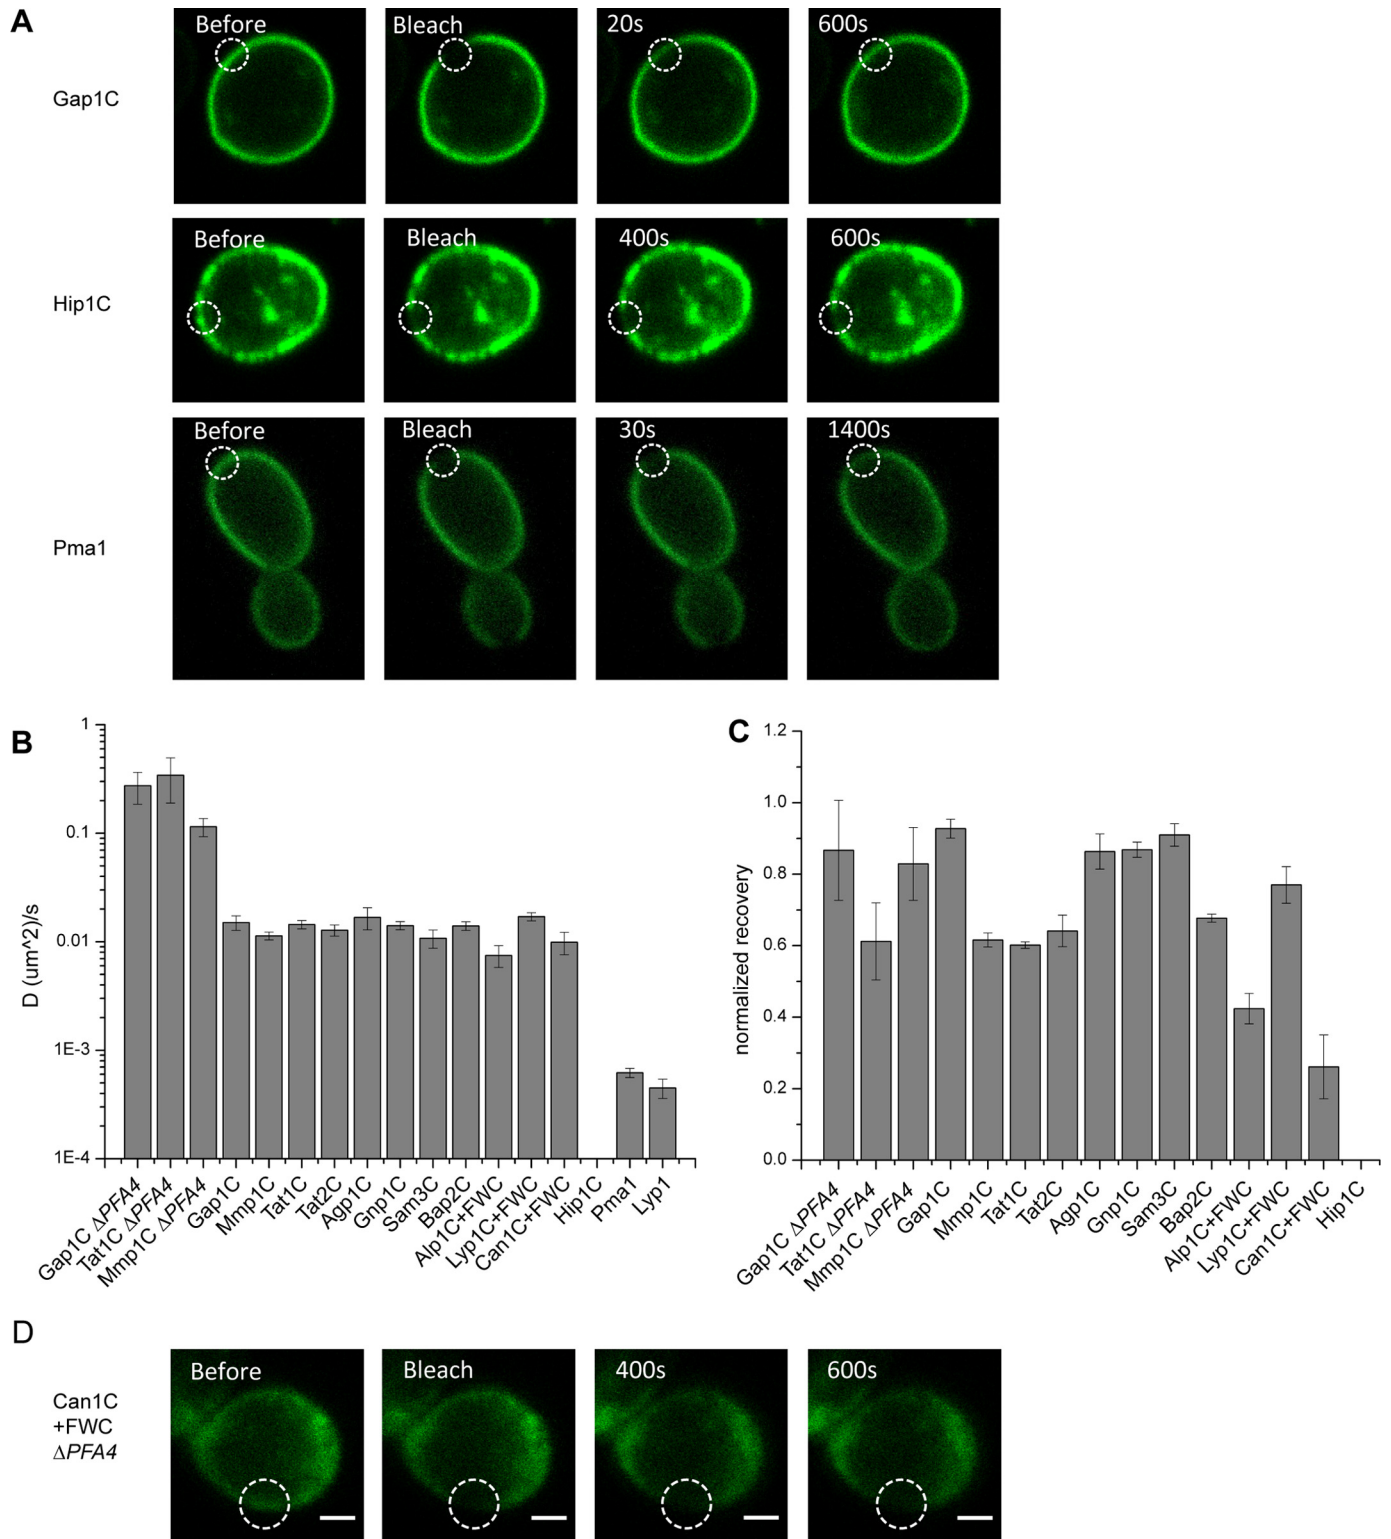 A
Before
Bleach
20s
600s
Gap1C
Before
Bleach
400s
600s
Hip1C
Before
Bleach
30s
1400s
Pma1
B
D (um^2)/s
1
0.1
0.01
1E-3
1E-4
Gap1C ΔPFA4
Tat1C ΔPFA4
Mmp1C ΔPFA4
Gap1C
Mmp1C
Tat1C
Tat2C
Agp1C
Gnp1C
Sam3C
Bap2C
Alp1C+FWC
Lyp1C+FWC
Can1C+FWC
Hip1C
Pma1
Lyp1
C
normalized recovery
1.2
1.0
0.8
0.6
0.4
0.2
0.0
Gap1C ΔPFA4
Tat1C ΔPFA4
Mmp1C ΔPFA4
Gap1C
Mmp1C
Tat1C
Tat2C
Agp1C
Gnp1C
Sam3C
Bap2C
Alp1C+FWC
Lyp1C+FWC
Can1C+FWC
Hip1C
D
Before
Bleach
400s
600s
Can1C
+FWC
ΔPFA4